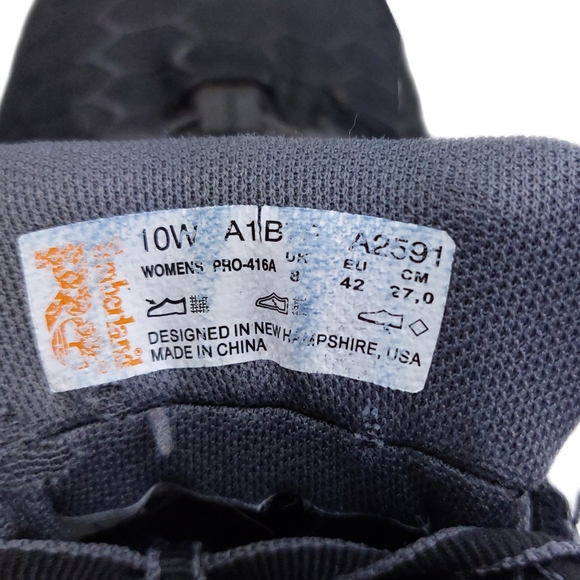 10W A1B A2591
WOMENS PRO-416A UK EU CM
8 42 27,0
DESIGNED IN NEW HAMPSHIRE, USA
MADE IN CHINA
Timberland
PRO